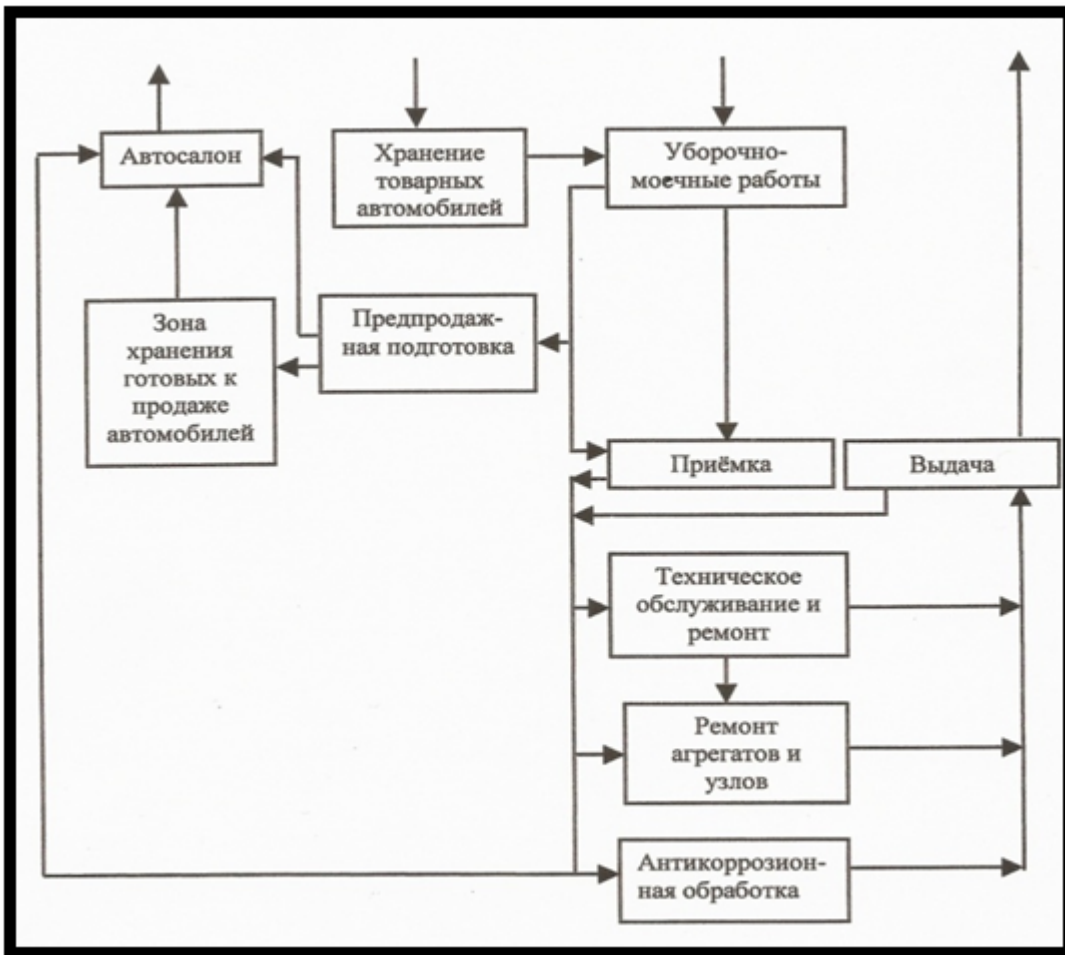 Автосалон
Хранение
товарных
автомобилей
Уборочно-
моечные работы
Зона
хранения
готовых к
продаже
автомобилей
Предпродаж-
ная подготовка
Приёмка
Выдача
Техническое
обслуживание и
ремонт
Ремонт
агрегатов и
узлов
Антикоррозион-
ная обработка